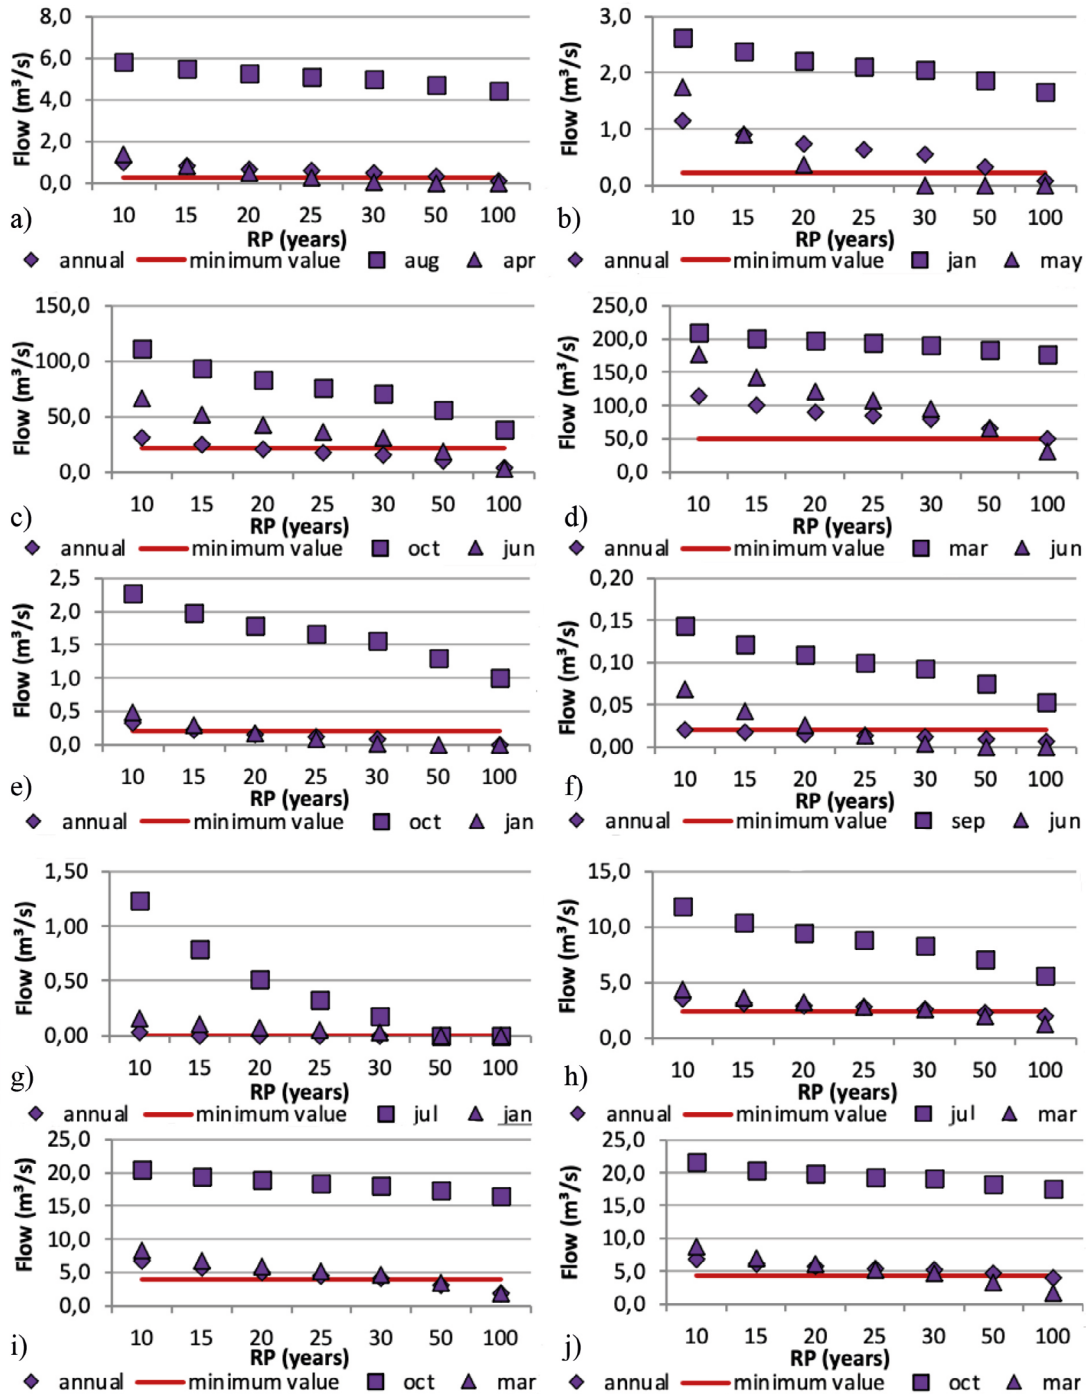 a)
Flow (m³/s)
8,0
6,0
4,0
2,0
0,0
10 15 20 25 30 50 100
RP (years)
annual minimum value aug apr
b)
Flow (m³/s)
3,0
2,0
1,0
0,0
10 15 20 25 30 50 100
RP (years)
annual minimum value jan may
c)
Flow (m³/s)
150,0
100,0
50,0
0,0
10 15 20 25 30 50 100
RP (years)
annual minimum value oct jun
d)
Flow (m³/s)
250,0
200,0
150,0
100,0
50,0
0,0
10 15 20 25 30 50 100
RP (years)
annual minimum value mar jun
e)
Flow (m³/s)
2,5
2,0
1,5
1,0
0,5
0,0
10 15 20 25 30 50 100
RP (years)
annual minimum value oct jan
f)
Flow (m³/s)
0,20
0,15
0,10
0,05
0,00
10 15 20 25 30 50 100
RP (years)
annual minimum value sep jun
g)
Flow (m³/s)
1,50
1,00
0,50
0,00
10 15 20 25 30 50 100
RP (years)
annual minimum value jul jan
h)
Flow (m³/s)
15,0
10,0
5,0
0,0
10 15 20 25 30 50 100
RP (years)
annual minimum value jul mar
i)
Flow (m³/s)
25,0
20,0
15,0
10,0
5,0
0,0
10 15 20 25 30 50 100
RP (years)
annual minimum value oct mar
j)
Flow (m³/s)
25,0
20,0
15,0
10,0
5,0
0,0
10 15 20 25 30 50 100
RP (years)
annual minimum value oct mar